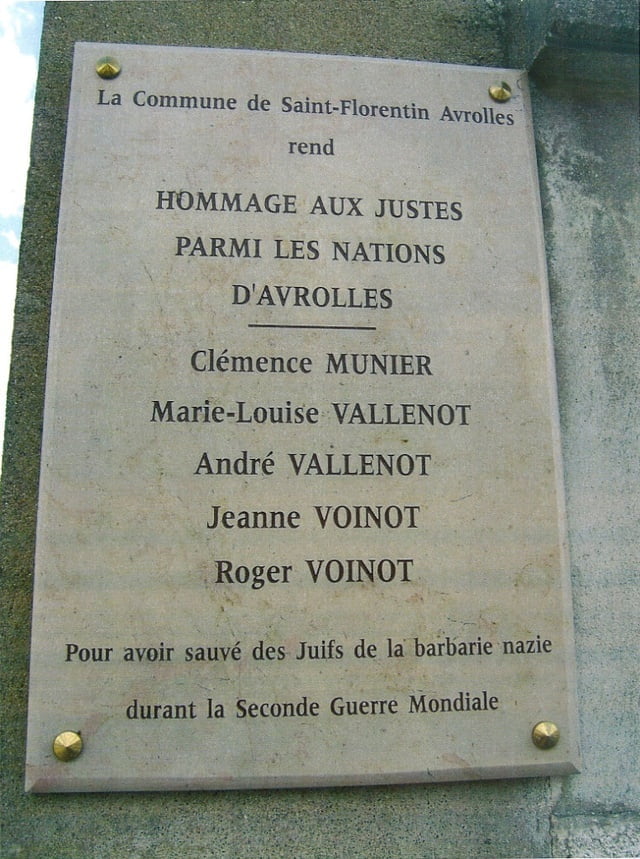 La Commune de Saint-Florentin Avrolles
rend
HOMMAGE AUX JUSTES
PARMI LES NATIONS
D'AVROLLES
Clémence MUNIER
Marie-Louise VALLENOT
André VALLENOT
Jeanne VOINOT
Roger VOINOT
Pour avoir sauvé des Juifs de la barbarie nazie
durant la Seconde Guerre Mondiale